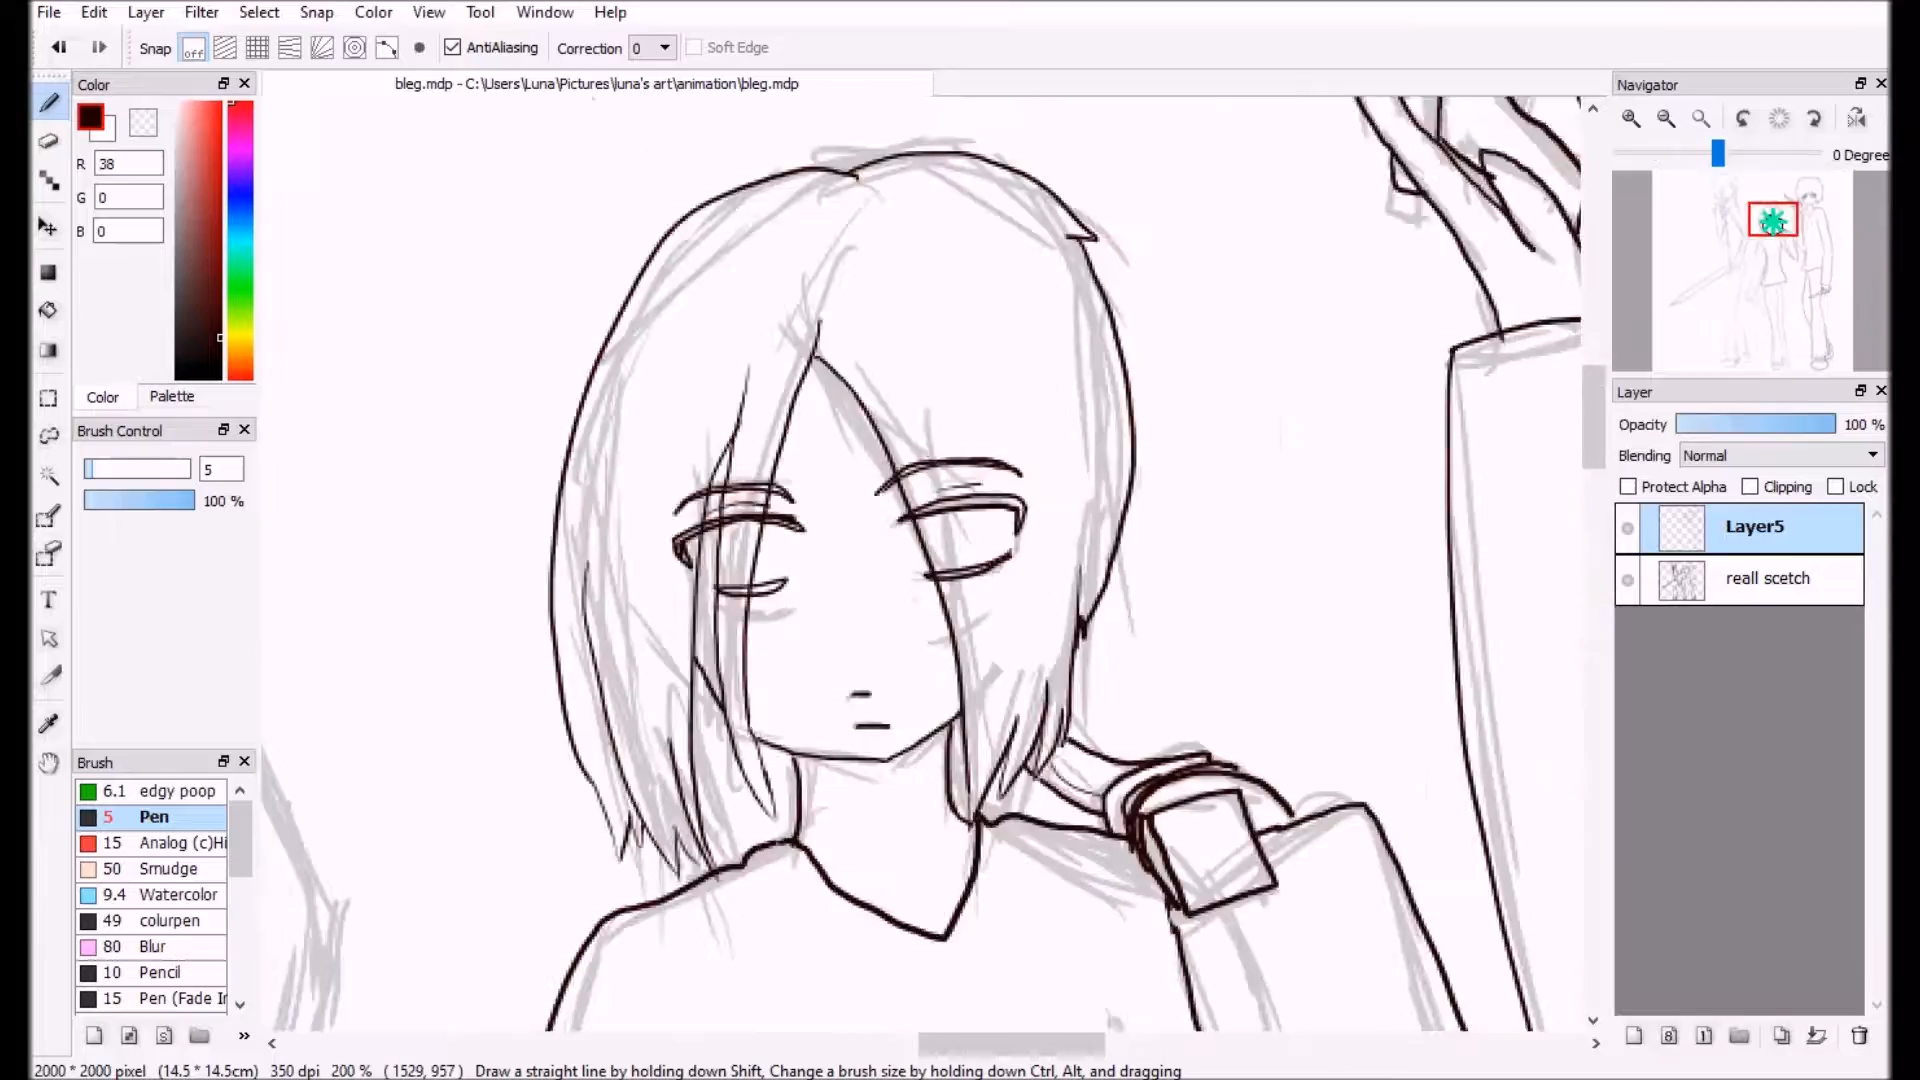 File Edit Layer Filter Select Snap Color View Tool Window Help
Snap off AntiAliasing Correction 0 Soft Edge
Color
bleg.mdp - C:\Users\Luna\Pictures\luna's art\animation\bleg.mdp
Navigator
R 38
G 0
B 0
0 Degree
Color Palette
Layer
Opacity 100 %
Brush Control
Blending Normal
5
Protect Alpha Clipping Lock
100 %
Layer5
reall scetch
T
Brush
6.1 edgy poop
5 Pen
15 Analog (c)Hi
50 Smudge
9.4 Watercolor
49 colurpen
80 Blur
10 Pencil
15 Pen (Fade In
S
»
8
1
2000 * 2000 pixel (14.5 * 14.5cm) 350 dpi 200 % ( 1529, 957 ) Draw a straight line by holding down Shift, Change a brush size by holding down Ctrl, Alt, and dragging